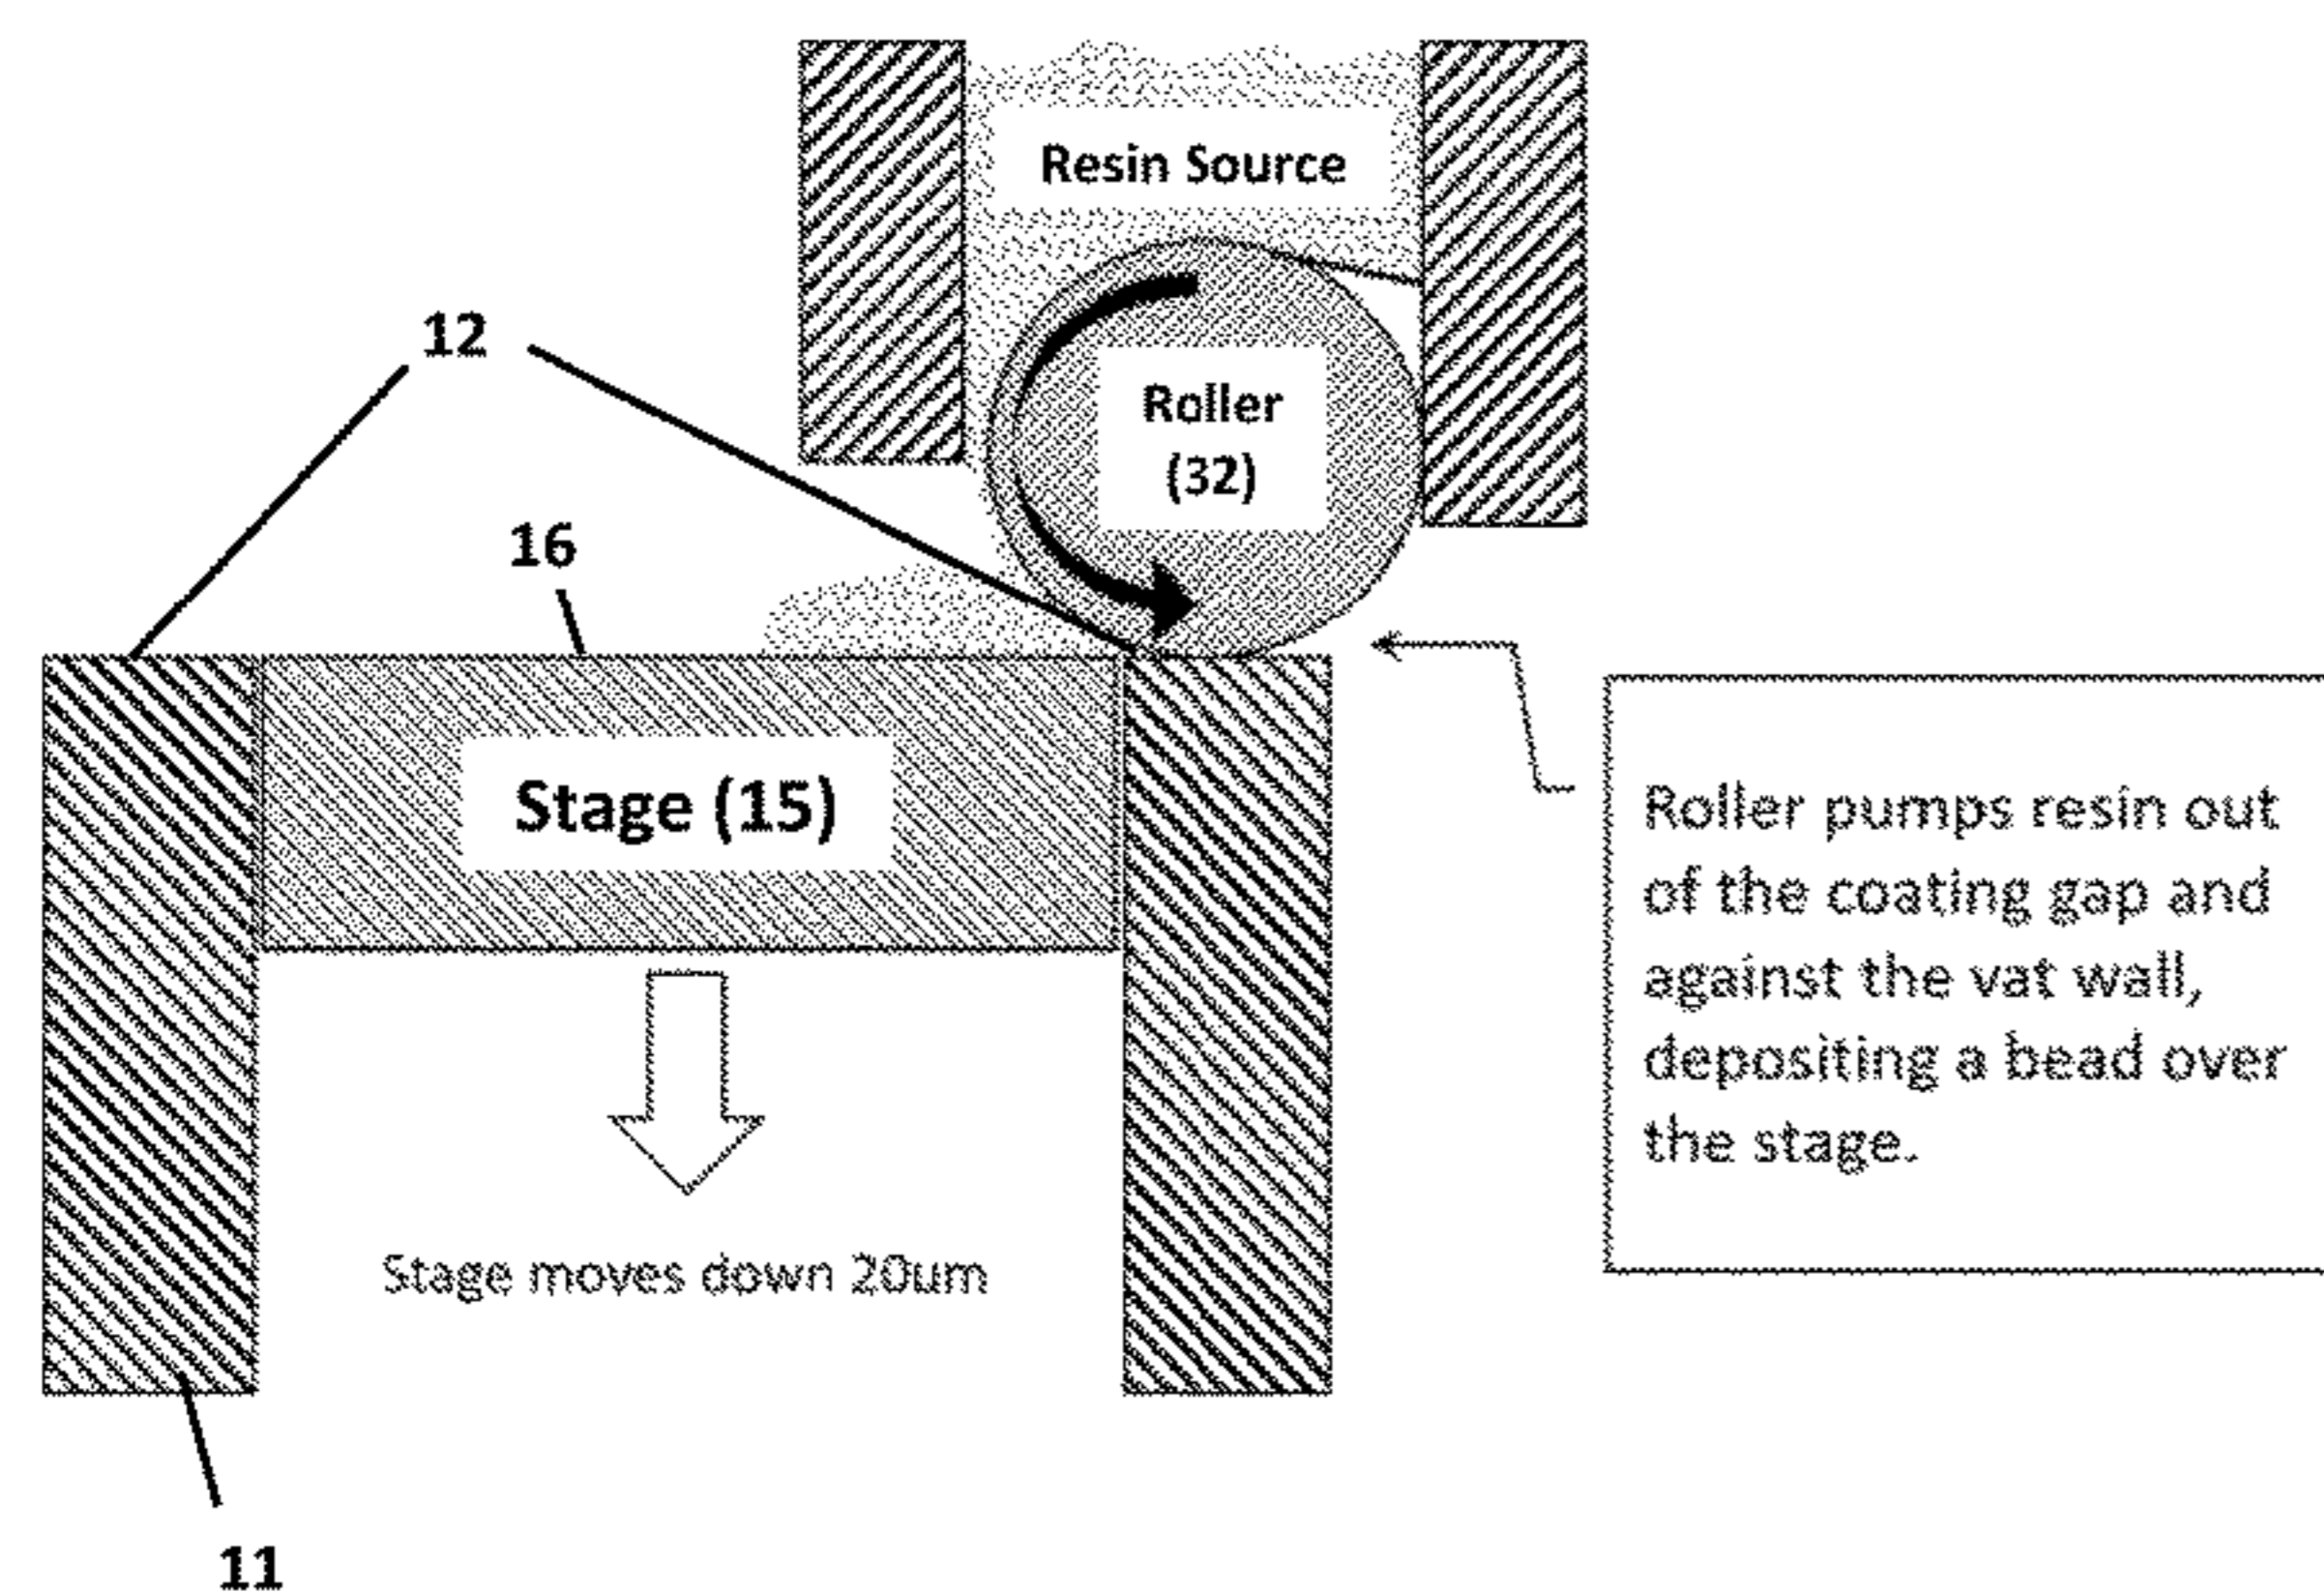 Resin Source
12
Roller
(32)
16
Stage (15)
Roller pumps resin out
of the coating gap and
against the vat wall,
depositing a bead over
the stage.
Stage moves down 20um
11